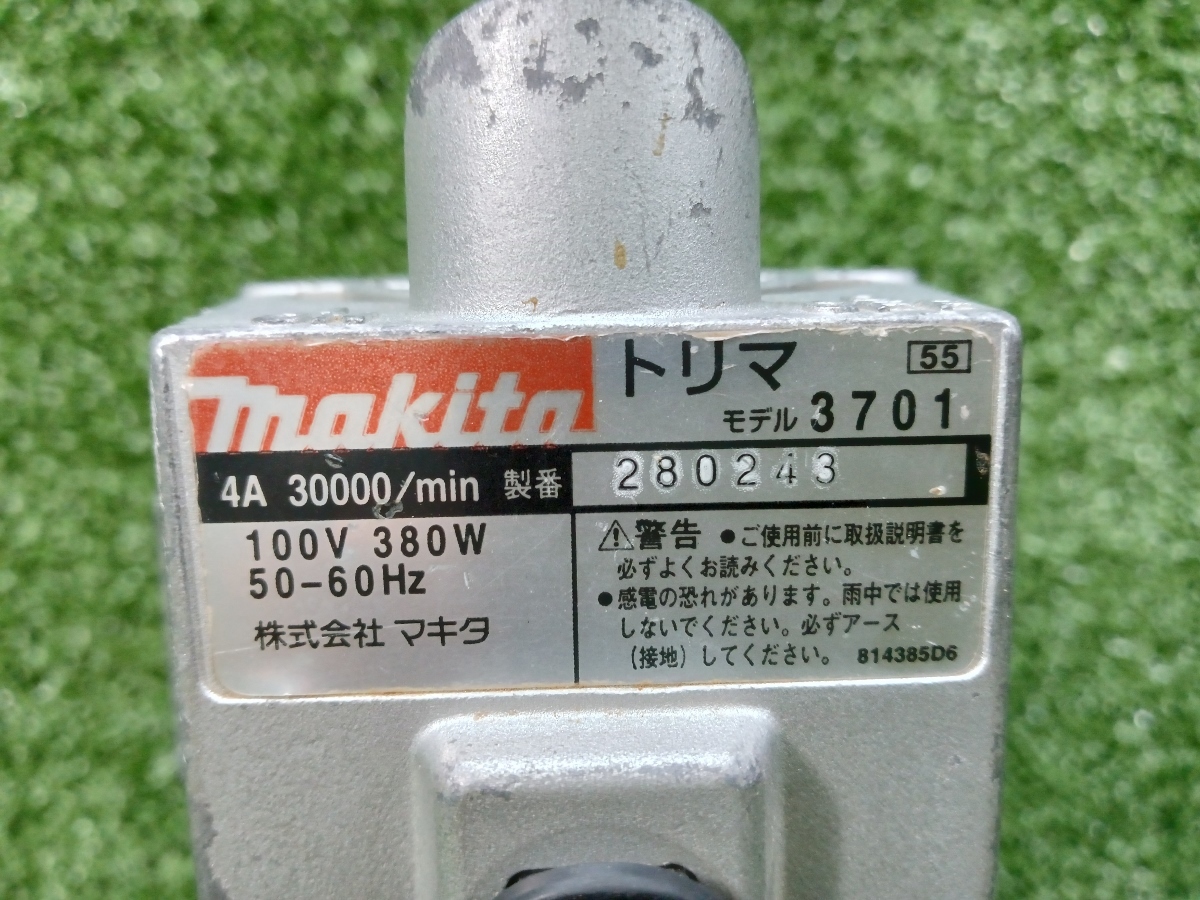 makita
トリマ
55
モデル 3701
4A 30000/min 製番 280243
100V 380W
50-60Hz
株式会社 マキタ
⚠警告 ●ご使用前に取扱説明書を
必ずよくお読みください。
●感電の恐れがあります。雨中では使用
しないでください。必ずアース
(接地)してください。 814385D6